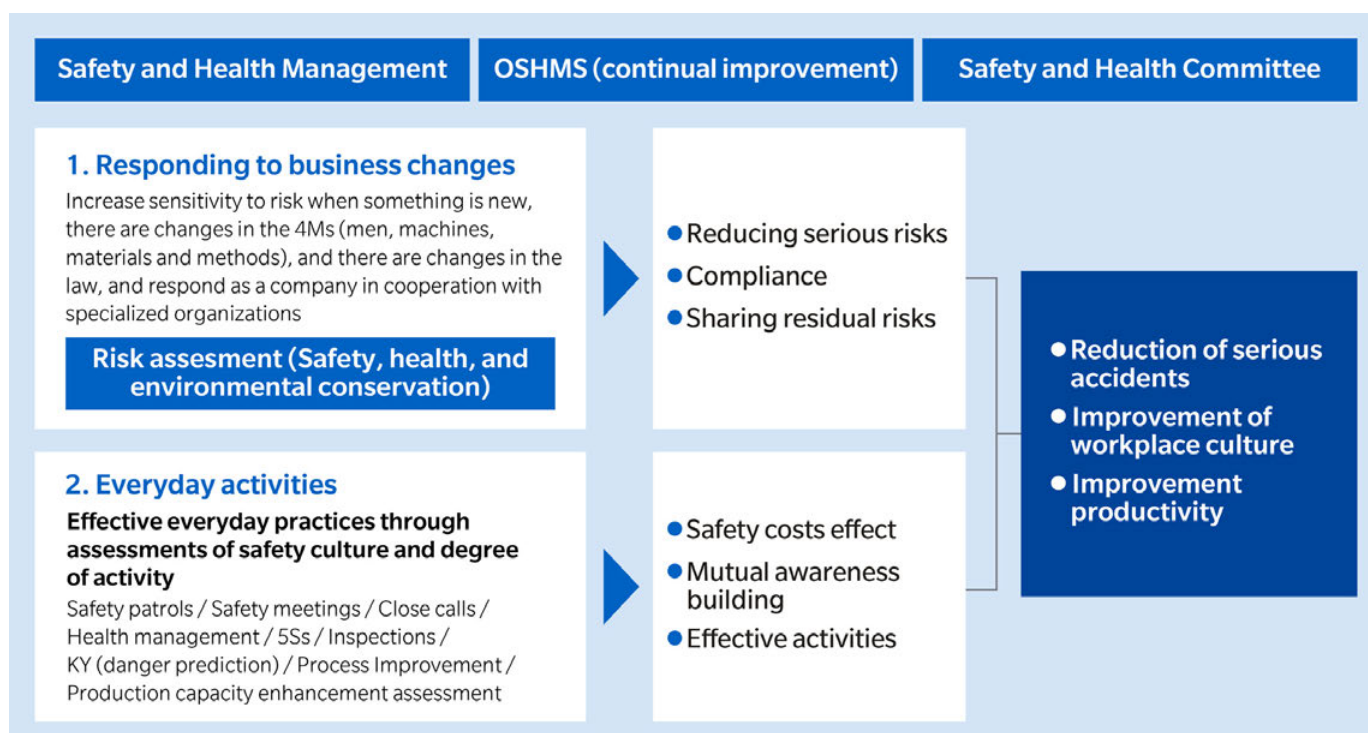 Safety and Health Management
OSHMS (continual improvement)
Safety and Health Committee
1. Responding to business changes
Increase sensitivity to risk when something is new,
there are changes in the 4Ms (men, machines,
materials and methods), and there are changes in the
law, and respond as a company in cooperation with
specialized organizations
Risk assesment (Safety, health, and
environmental conservation)
● Reducing serious risks
● Compliance
● Sharing residual risks
2. Everyday activities
Effective everyday practices through
assessments of safety culture and degree
of activity
Safety patrols / Safety meetings / Close calls /
Health management / 5Ss / Inspections /
KY (danger prediction) / Process Improvement /
Production capacity enhancement assessment
● Safety costs effect
● Mutual awareness
building
● Effective activities
● Reduction of serious
accidents
● Improvement of
workplace culture
● Improvement
productivity